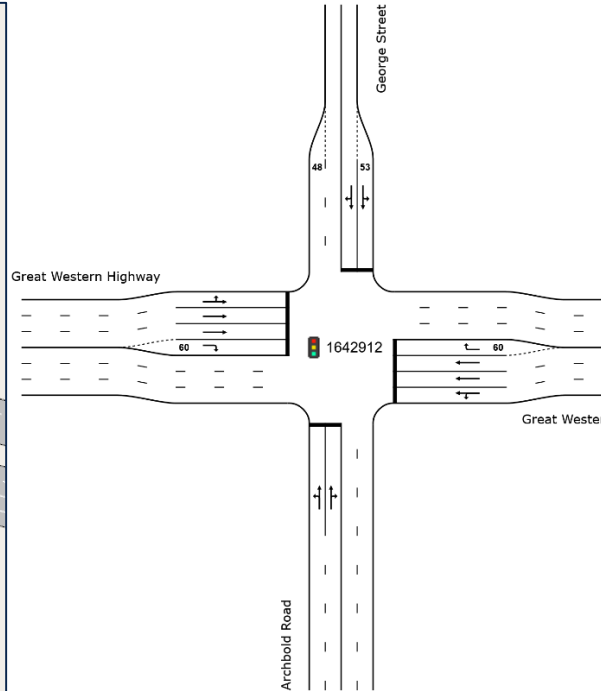 George Street
48
53
Great Western Highway
60
1642912
60
Great Wester
Archbold Road